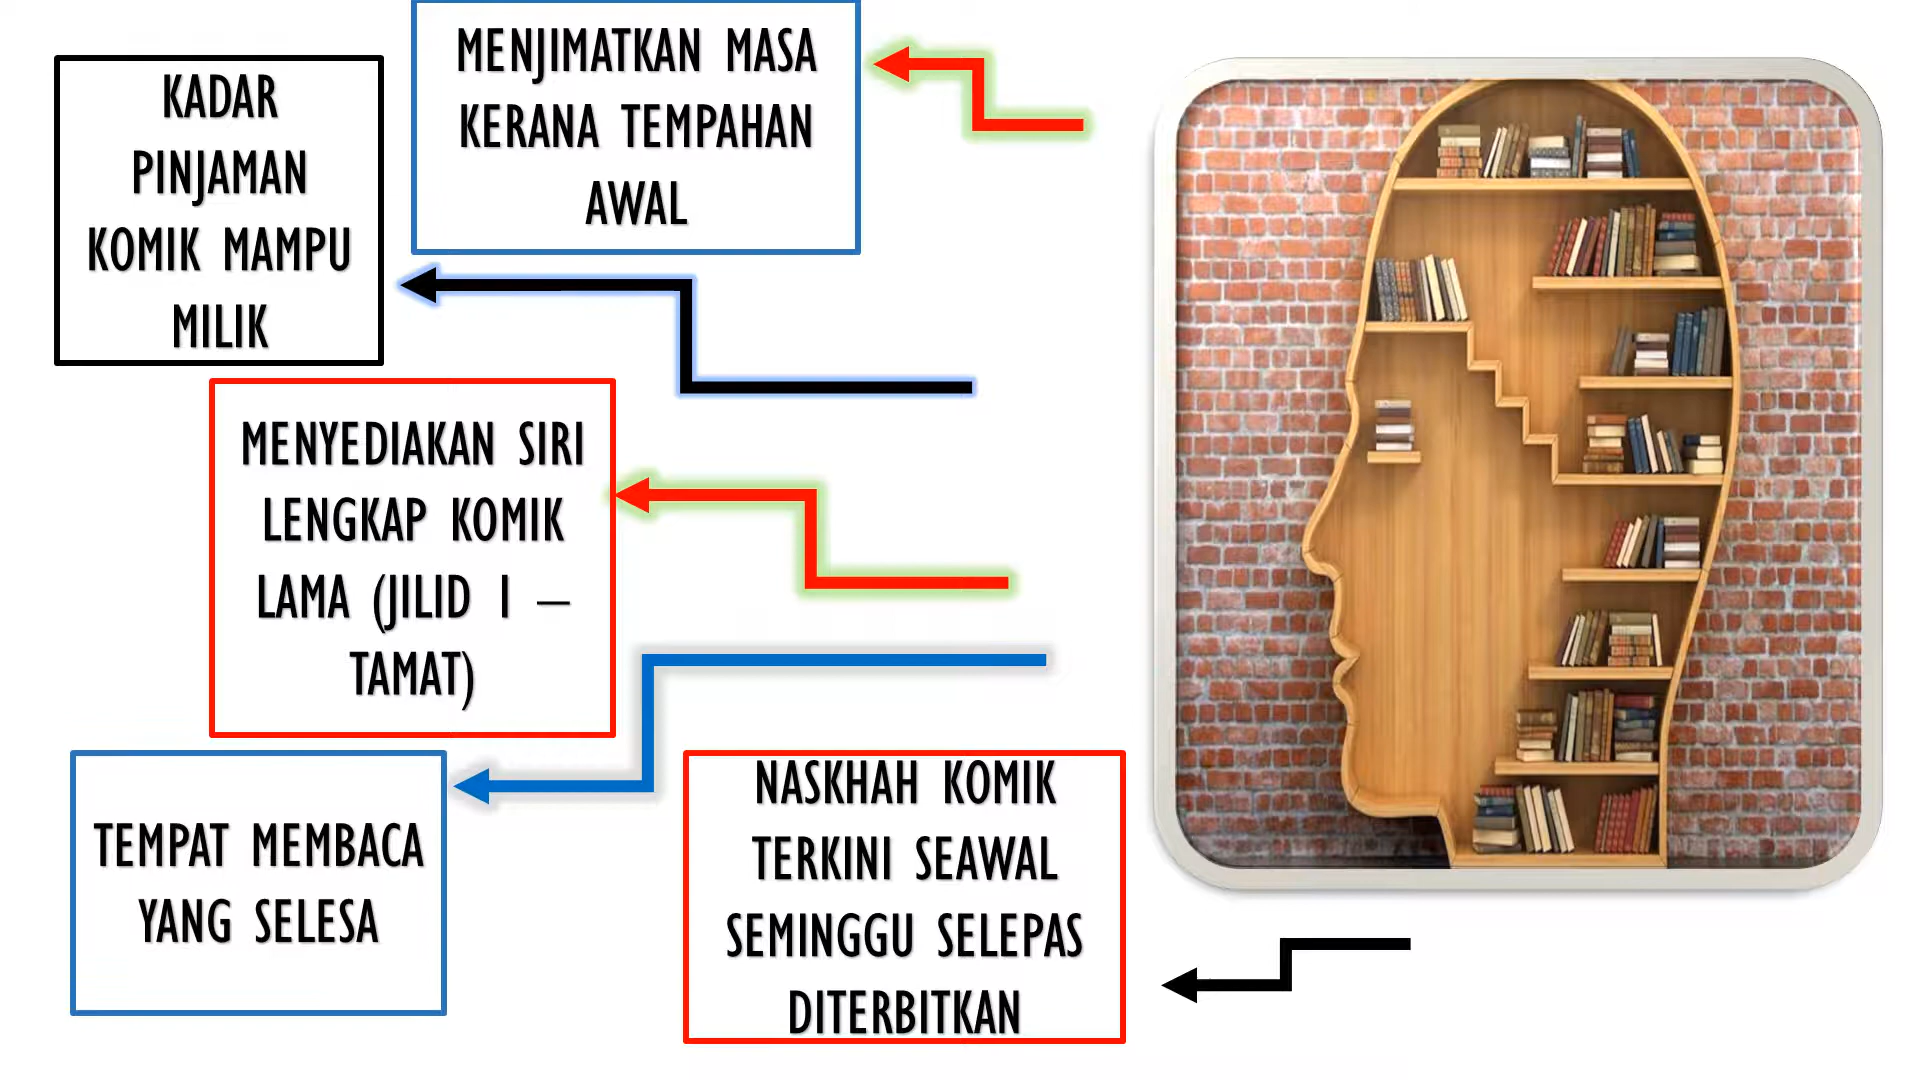 MENJIMATKAN MASA
KERANA TEMPAHAN
AWAL
KADAR
PINJAMAN
KOMIK MAMPU
MILIK
MENYEDIAKAN SIRI
LENGKAP KOMIK
LAMA (JILID 1 –
TAMAT)
TEMPAT MEMBACA
YANG SELESA
NASKHAH KOMIK
TERKINI SEAWAL
SEMINGGU SELEPAS
DITERBITKAN